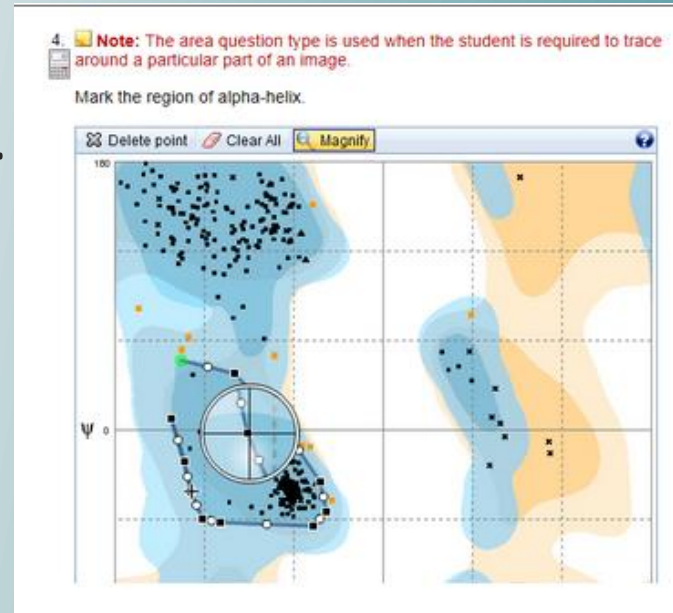 4. Note: The area question type is used when the student is required to trace
around a particular part of an image.
Mark the region of alpha-helix.
Delete point Clear All Magnify ?
180
ψ 0